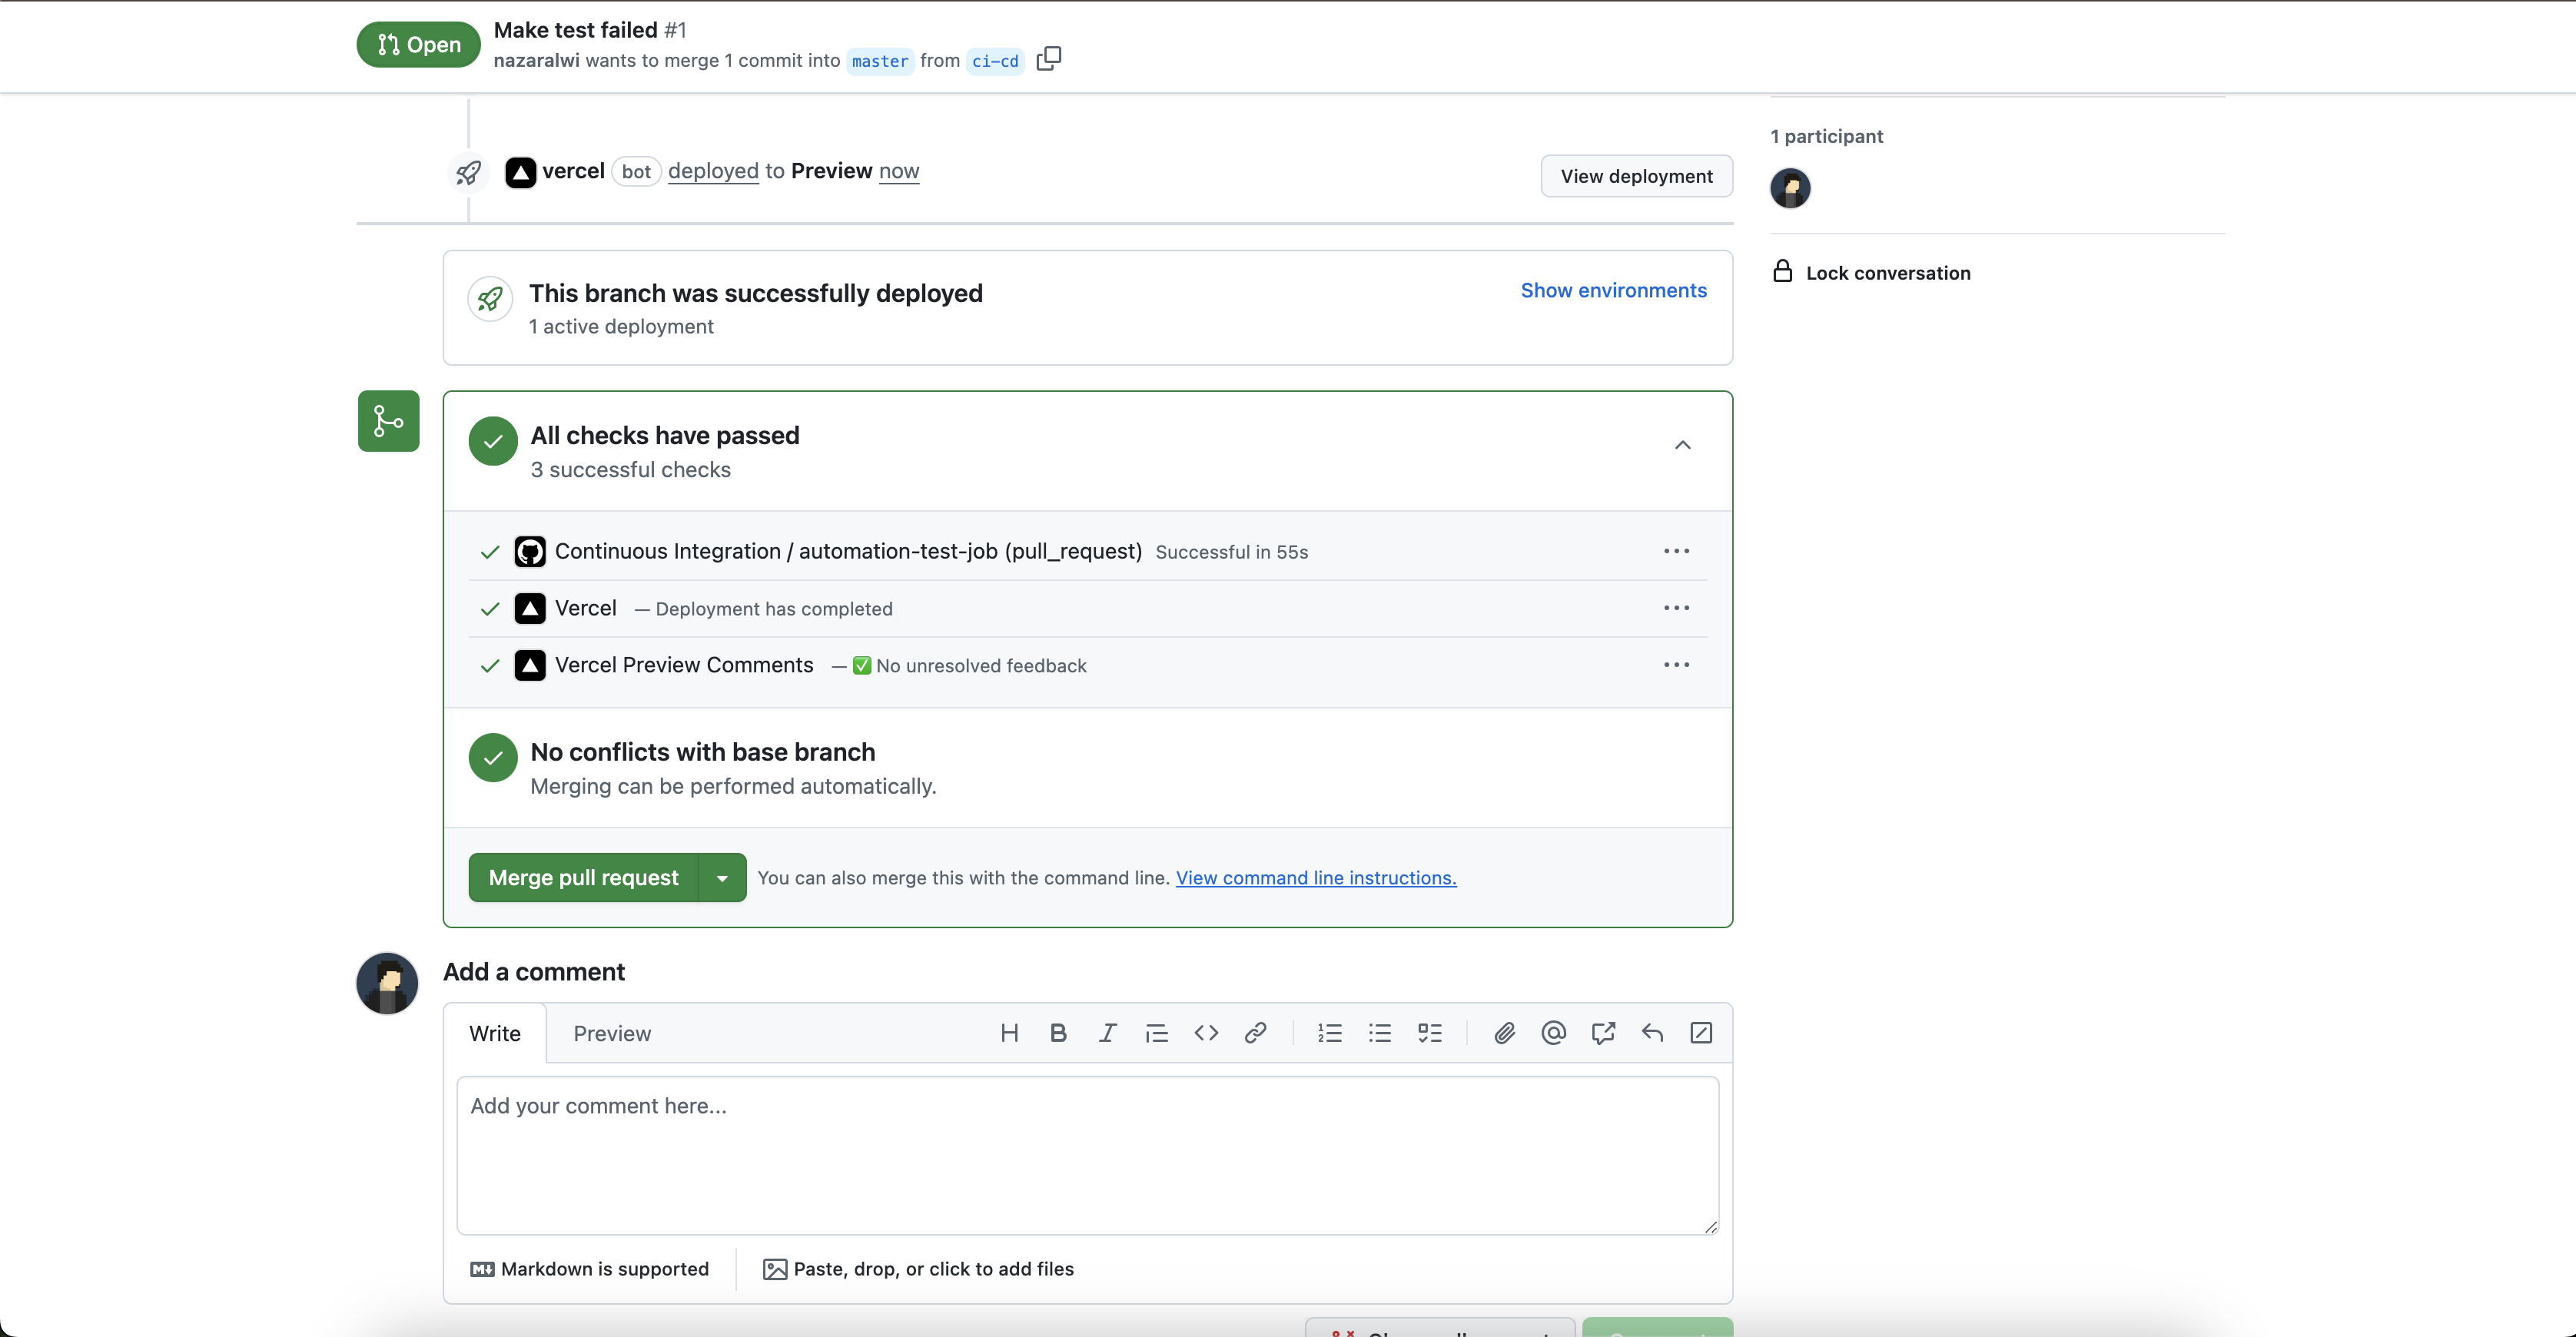 Open
Make test failed #1
nazaralwi wants to merge 1 commit into master from ci-cd
vercel bot deployed to Preview now
View deployment
1 participant
This branch was successfully deployed
1 active deployment
Show environments
Lock conversation
All checks have passed
3 successful checks
Continuous Integration / automation-test-job (pull_request) Successful in 55s
Vercel — Deployment has completed
Vercel Preview Comments — ✅ No unresolved feedback
No conflicts with base branch
Merging can be performed automatically.
Merge pull request
You can also merge this with the command line. View command line instructions.
Add a comment
Write
Preview
Add your comment here...
Markdown is supported
Paste, drop, or click to add files